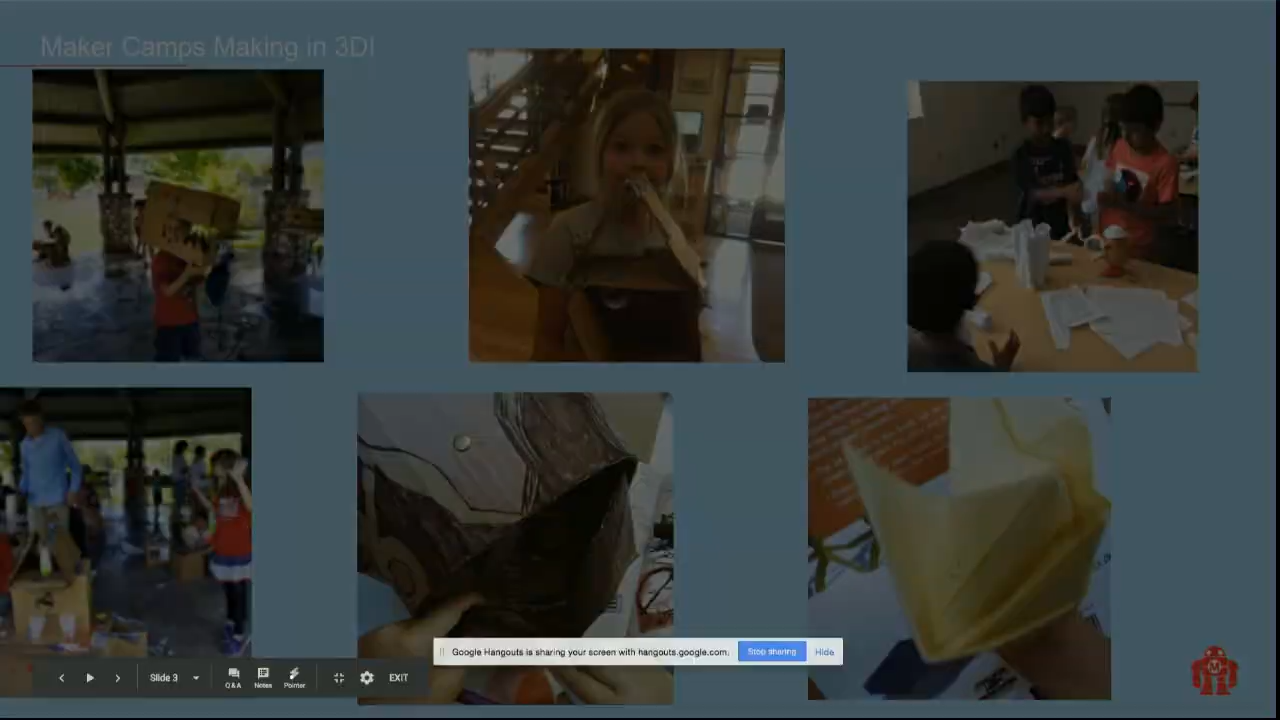 Maker Camps Making in 3D!
Google Hangouts is sharing your screen with hangouts.google.com.
Stop sharing
Hide
Slide 3
Q&A
Notes
Pointer
EXIT
M